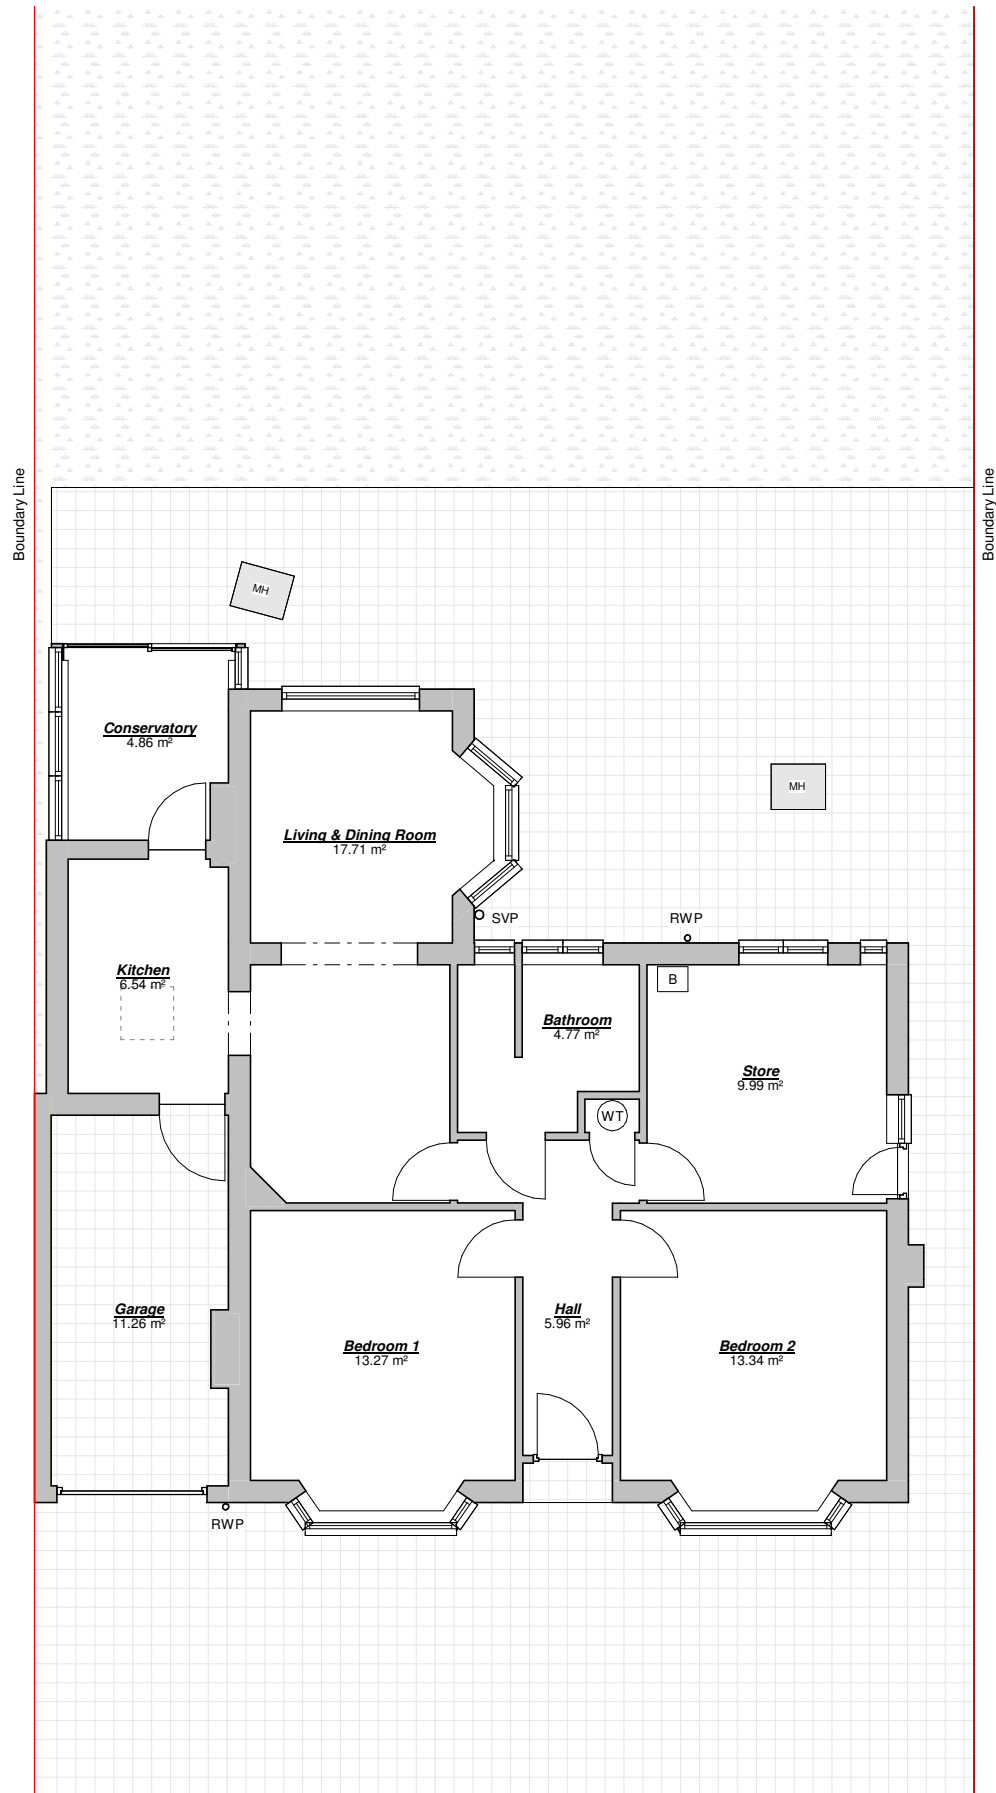 Boundary Line
Boundary Line
MH
Conservatory
4.86 m²
MH
Living & Dining Room
17.71 m²
SVP
RWP
Kitchen
6.54 m²
B
Bathroom
4.77 m²
Store
9.99 m²
WT
Garage
11.26 m²
Hall
5.96 m²
Bedroom 1
13.27 m²
Bedroom 2
13.34 m²
RWP